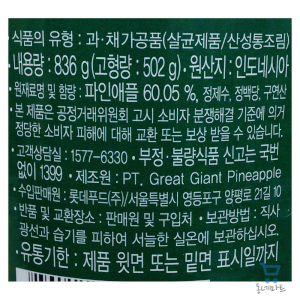 ·식품의 유형 : 과·채가공품(살균제품/산성통조림)
·내용량 : 836 g (고형량 : 502 g) ·원산지 : 인도네시아
·원재료명 및 함량 : 파인애플 60.05 %, 정제수, 정백당, 구연산
·본 제품은 공정거래위원회 고시 소비자 분쟁해결 기준에 의거
정당한 소비자 피해에 대해 교환 또는 보상 받을 수 있습니다.
·고객상담실 : 1577-6330 ·부정·불량식품 신고는 국번
없이 1399 ·제조원 : PT. Great Giant Pineapple
·수입판매원 : 롯데푸드(주)/서울특별시 영등포구 양평로 21길 10
·반품 및 교환장소 : 판매원 및 구입처 ·보관방법 : 직사
광선과 습기를 피하여 서늘한 실온에 보관하십시오.
·유통기한 : 제품 윗면 또는 밑면 표시일까지
동네마트